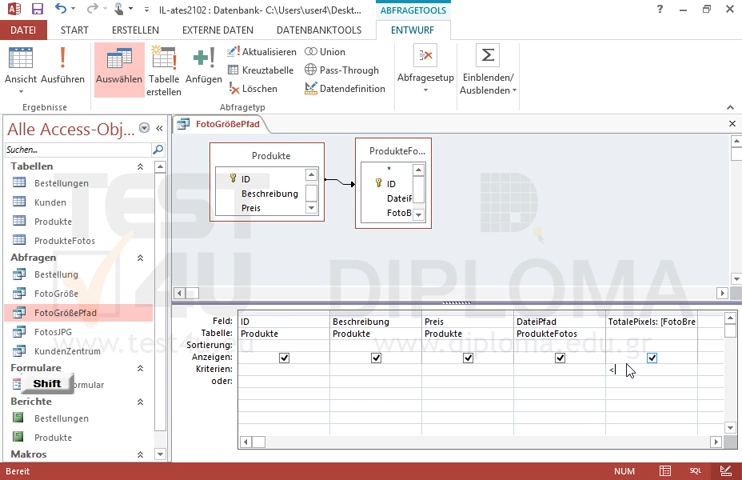 IL-ates2102 : Datenbank- C:\Users\user4\Deskt...
ABFRAGETOOLS
DATEI START ERSTELLEN EXTERNE DATEN DATENBANKTOOLS ENTWURF
Ansicht Ausführen
Ergebnisse
Auswählen Tabelle erstellen Anfügen
Aktualisieren
Kreuztabelle
Löschen
Union
Pass-Through
Datendefinition
Abfragetyp
Abfragesetup
Einblenden/
Ausblenden
Alle Access-Obj...
Suchen...
Tabellen
Bestellungen
Kunden
Produkte
ProdukteFotos
Abfragen
Bestellung
FotoGröße
FotoGrößePfad
FotosJPG
KundenZentrum
Formulare
Shift
Berichte
Bestellungen
Produkte
Makros
FotoGrößePfad
Produkte
ID
Beschreibung
Preis
ProdukteFo...
*
ID
DateiP
FotoB
TEST
4U
DIPLOMA
www.test4u.eu
www.diploma.edu.gr
Feld: ID Beschreibung Preis DateiPfad TotalePixels: [FotoBre
Tabelle: Produkte Produkte Produkte ProdukteFotos
Sortierung:
Anzeigen:
Kriterien: <
oder:
Bereit
NUM
SQL